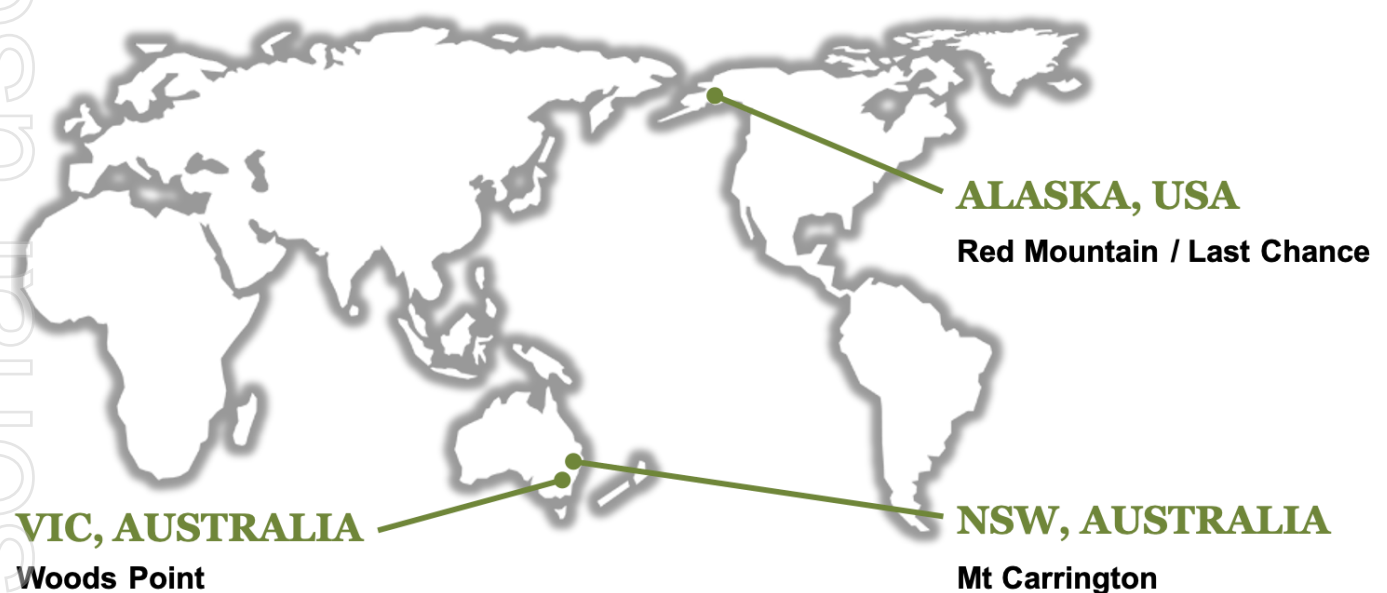 ALASKA, USA
Red Mountain / Last Chance
VIC, AUSTRALIA
Woods Point
NSW, AUSTRALIA
Mt Carrington